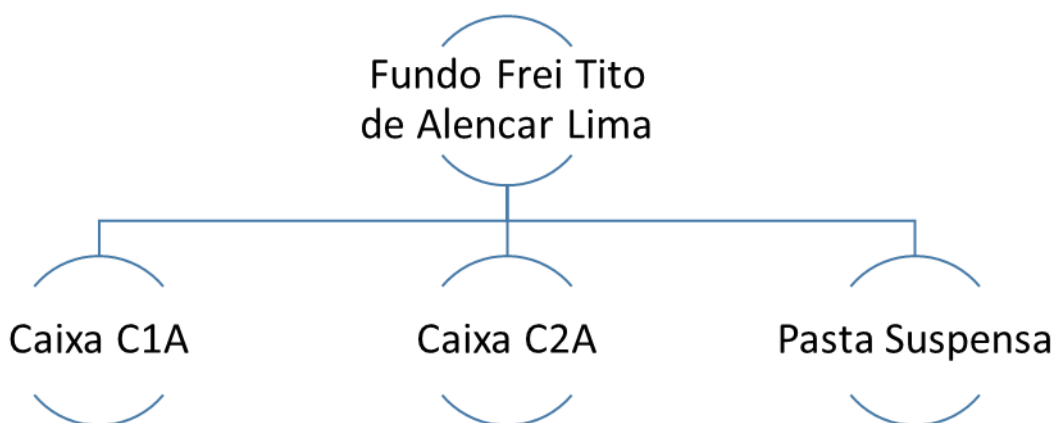 Fundo Frei Tito
de Alencar Lima
Caixa C1A
Caixa C2A
Pasta Suspensa